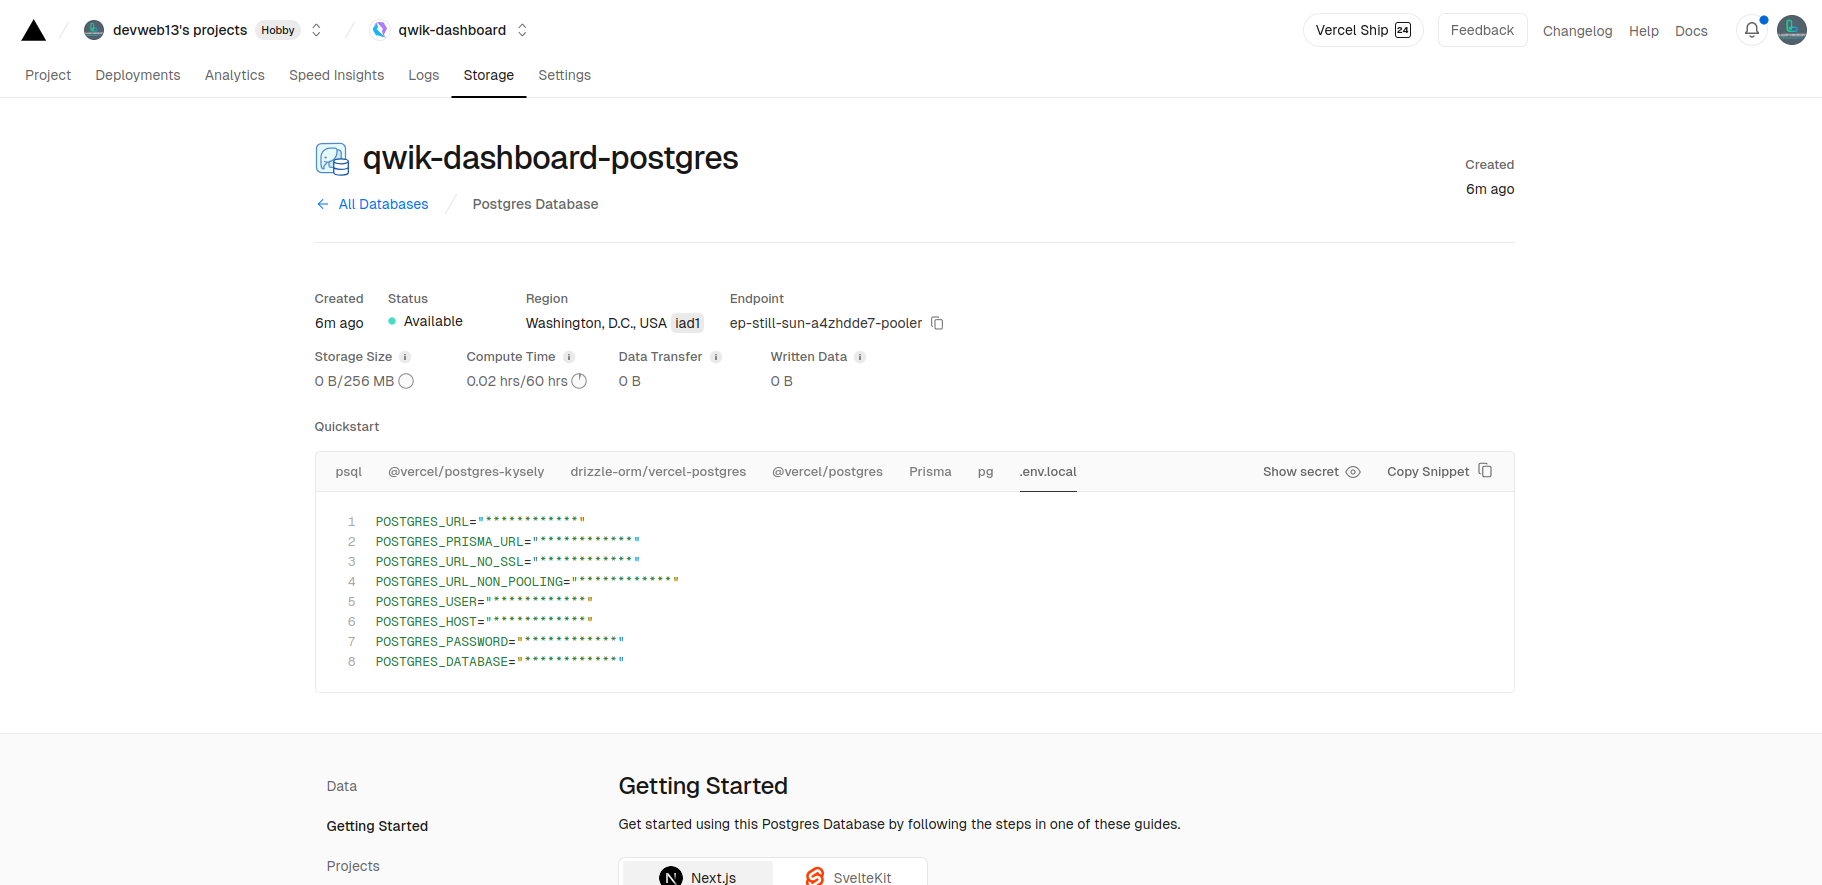 devweb13's projects Hobby qwik-dashboard Vercel Ship 24 Feedback Changelog Help Docs
Project Deployments Analytics Speed Insights Logs Storage Settings
qwik-dashboard-postgres
Created
6m ago
← All Databases / Postgres Database
Created Status Region Endpoint
6m ago Available Washington, D.C., USA iad1 ep-still-sun-a4zhdde7-pooler
Storage Size i Compute Time i Data Transfer i Written Data i
0 B/256 MB 0.02 hrs/60 hrs 0 B 0 B
Quickstart
psql @vercel/postgres-kysely drizzle-orm/vercel-postgres @vercel/postgres Prisma pg .env.local Show secret Copy Snippet
1 POSTGRES_URL="************"
2 POSTGRES_PRISMA_URL="************"
3 POSTGRES_URL_NO_SSL="************"
4 POSTGRES_URL_NON_POOLING="************"
5 POSTGRES_USER="************"
6 POSTGRES_HOST="************"
7 POSTGRES_PASSWORD="************"
8 POSTGRES_DATABASE="************"
Data
Getting Started
Projects
Getting Started
Get started using this Postgres Database by following the steps in one of these guides.
N Next.js SvelteKit